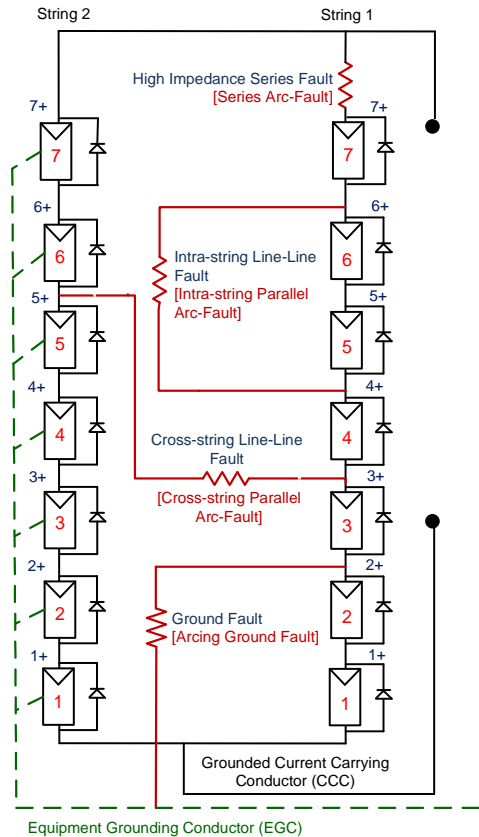 String 2
String 1
High Impedance Series Fault
[Series Arc-Fault]
7+
7+
7
7
6+
6+
6
6
Intra-string Line-Line
Fault
[Intra-string Parallel
Arc-Fault]
5+
5+
5
5
4+
4+
4
4
Cross-string Line-Line
Fault
[Cross-string Parallel
Arc-Fault]
3+
3+
3
3
2+
2+
2
2
Ground Fault
[Arcing Ground Fault]
1+
1+
1
1
Grounded Current Carrying
Conductor (CCC)
Equipment Grounding Conductor (EGC)